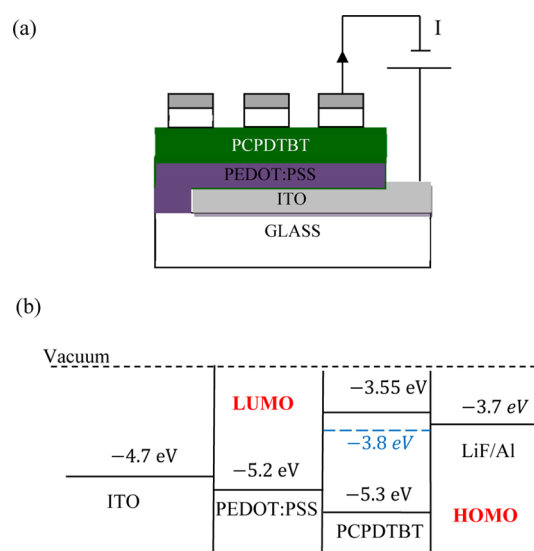 (a)
I
PCPDTBT
PEDOT:PSS
ITO
GLASS
(b)
Vacuum
−3.55 eV
LUMO
−3.7 eV
−3.8 eV
−4.7 eV
LiF/Al
−5.2 eV
−5.3 eV
ITO
PEDOT:PSS
HOMO
PCPDTBT